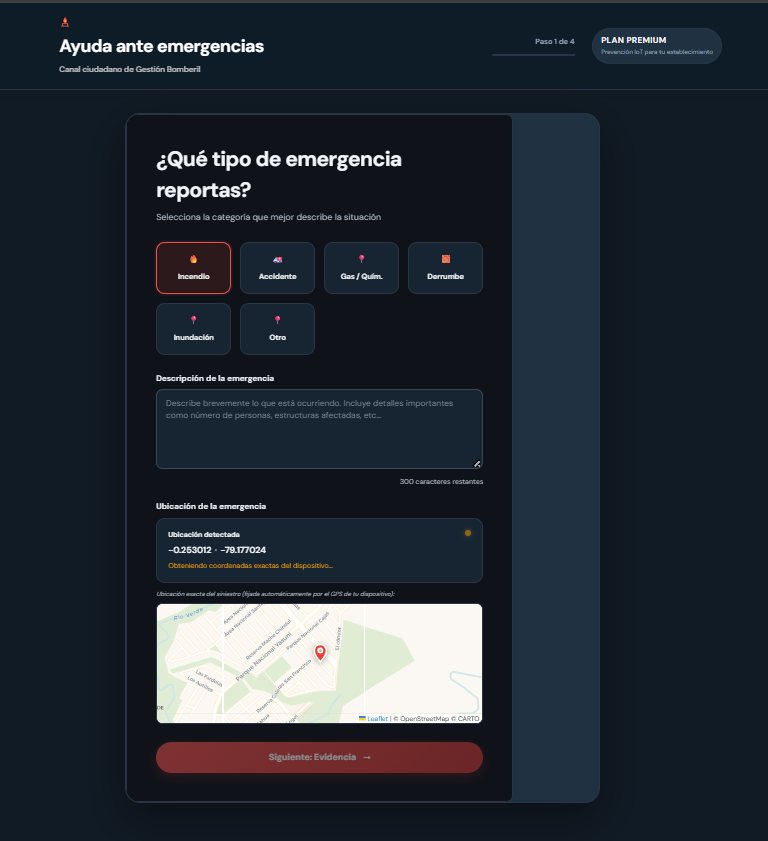 Ayuda ante emergencias
Canal ciudadano de Gestión Bomberil
Paso 1 de 4
PLAN PREMIUM
Prevención IoT para tu establecimiento
¿Qué tipo de emergencia
reportas?
Selecciona la categoría que mejor describe la situación
Incendio
Accidente
Gas / Quím.
Derrumbe
Inundación
Otro
Descripción de la emergencia
Describe brevemente lo que está ocurriendo. Incluye detalles importantes
como número de personas, estructuras afectadas, etc...
300 caracteres restantes
Ubicación de la emergencia
Ubicación detectada
-0.253012 · -79.177024
Obteniendo coordenadas exactas del dispositivo...
Ubicación exacta del siniestro (fijada automáticamente por el GPS de tu dispositivo):
Río Verde
Parque Nacional Cajas
Parque Nacional Yasuní
Leaflet | © OpenStreetMap © CARTO
Siguiente: Evidencia →